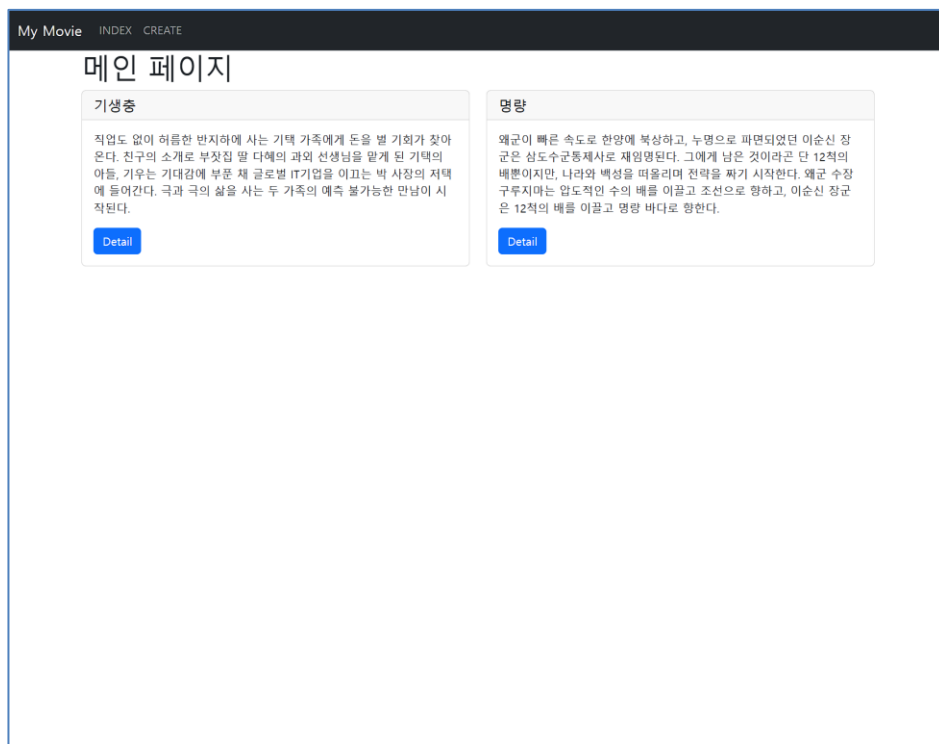 My Movie INDEX CREATE
메인 페이지
기생충
직업도 없이 허름한 반지하에 사는 기택 가족에게 돈을 벌 기회가 찾아
온다. 친구의 소개로 부잣집 딸 다혜의 과외 선생님을 맡게 된 기택의
아들, 기우는 기대감에 부푼 채 글로벌 IT기업을 이끄는 박 사장의 저택
에 들어간다. 극과 극의 삶을 사는 두 가족의 예측 불가능한 만남이 시
작된다.
Detail
명량
왜군이 빠른 속도로 한양에 북상하고, 누명으로 파면되었던 이순신 장
군은 삼도수군통제사로 재임명된다. 그에게 남은 것이라곤 단 12척의
배뿐이지만, 나라와 백성을 떠올리며 전략을 짜기 시작한다. 왜군 수장
구루지마는 압도적인 수의 배를 이끌고 조선으로 향하고, 이순신 장군
은 12척의 배를 이끌고 명량 바다로 향한다.
Detail